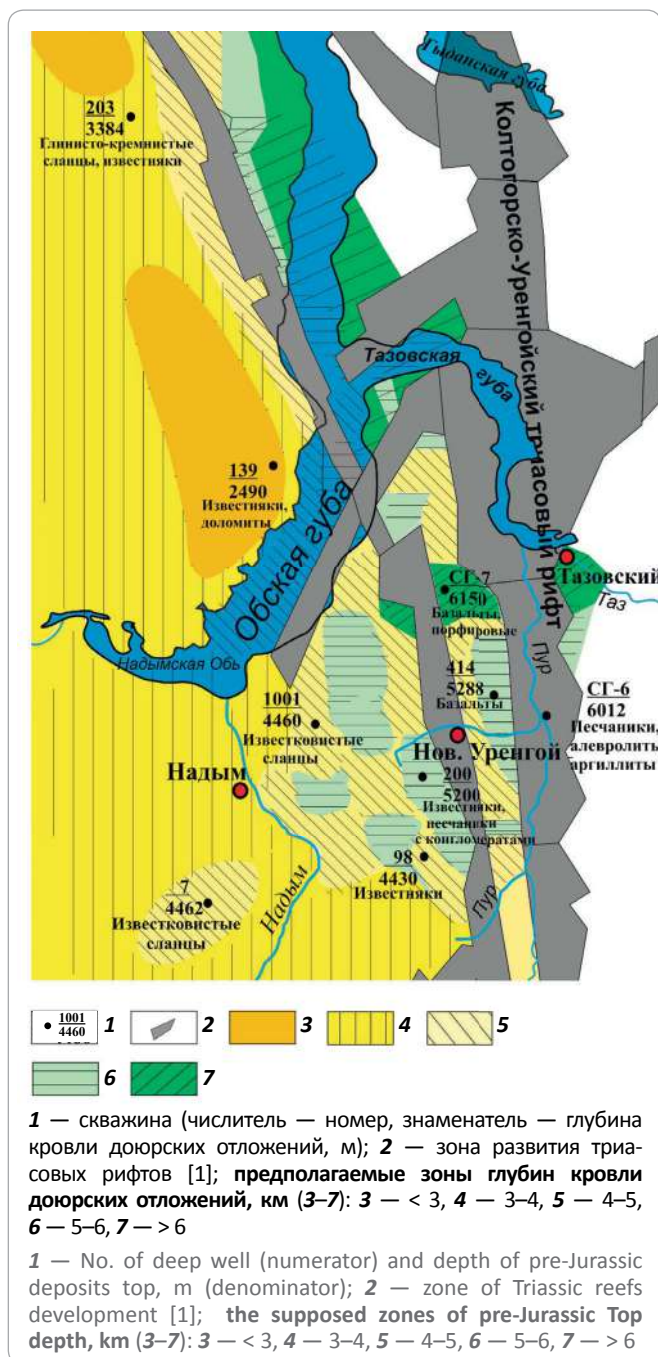 Гыданская губа
Колтогорско-Уренгойский триасовый рифт
203
3384
Глинисто-кремнистые
сланцы, известняки
Тазовская
губа
139
2490
Известняки,
доломиты
Обская губа
СГ-7
6150
Базальты,
порфировые
Тазовский
Таз
Надымская Обь
Пур
414
5288
Базальты
СГ-6
6012
Песчаники,
алевролиты
аргиллиты
1001
4460
Известковистые
сланцы
Нов. Уренгой
Надым
200
5200
Известняки,
песчаники
с конгломератами
98
4430
Известняки
7
4462
Известковистые
сланцы
Надым
Пур
1001
4460
1
2
3
4
5
6
7
1 — скважина (числитель — номер, знаменатель — глубина
кровли доюрских отложений, м); 2 — зона развития триа-
совых рифтов [1]; предполагаемые зоны глубин кровли
доюрских отложений, км (3–7): 3 — < 3, 4 — 3–4, 5 — 4–5,
6 — 5–6, 7 — > 6
1 — No. of deep well (numerator) and depth of pre-Jurassic
deposits top, m (denominator); 2 — zone of Triassic reefs
development [1]; the supposed zones of pre-Jurassic Top
depth, km (3–7): 3 — < 3, 4 — 3–4, 5 — 4–5, 6 — 5–6, 7 — > 6